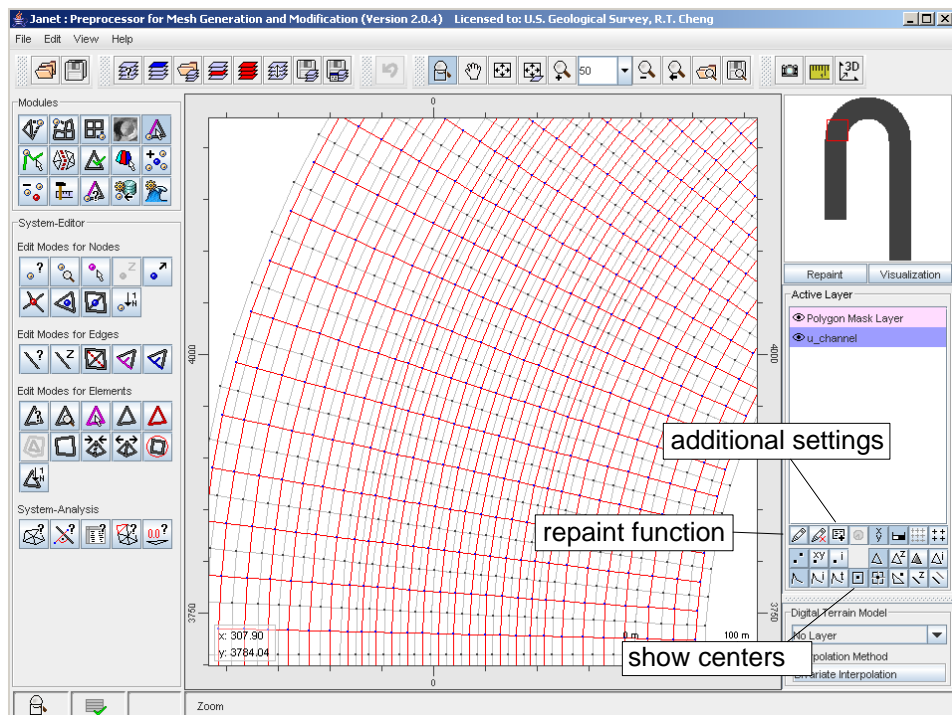 Janet : Preprocessor for Mesh Generation and Modification (Version 2.0.4) Licensed to: U.S. Geological Survey, R.T. Cheng
File Edit View Help
50
3D
Modules
System-Editor
Edit Modes for Nodes
Edit Modes for Edges
Edit Modes for Elements
System-Analysis
0
4000
4000
3750
3750
x: 307.90
y: 3784.04
0 m 100 m
0
Repaint Visualization
Active Layer
Polygon Mask Layer
u_channel
additional settings
repaint function
show centers
Digital Terrain Model
No Layer
Method
Interpolation
Zoom